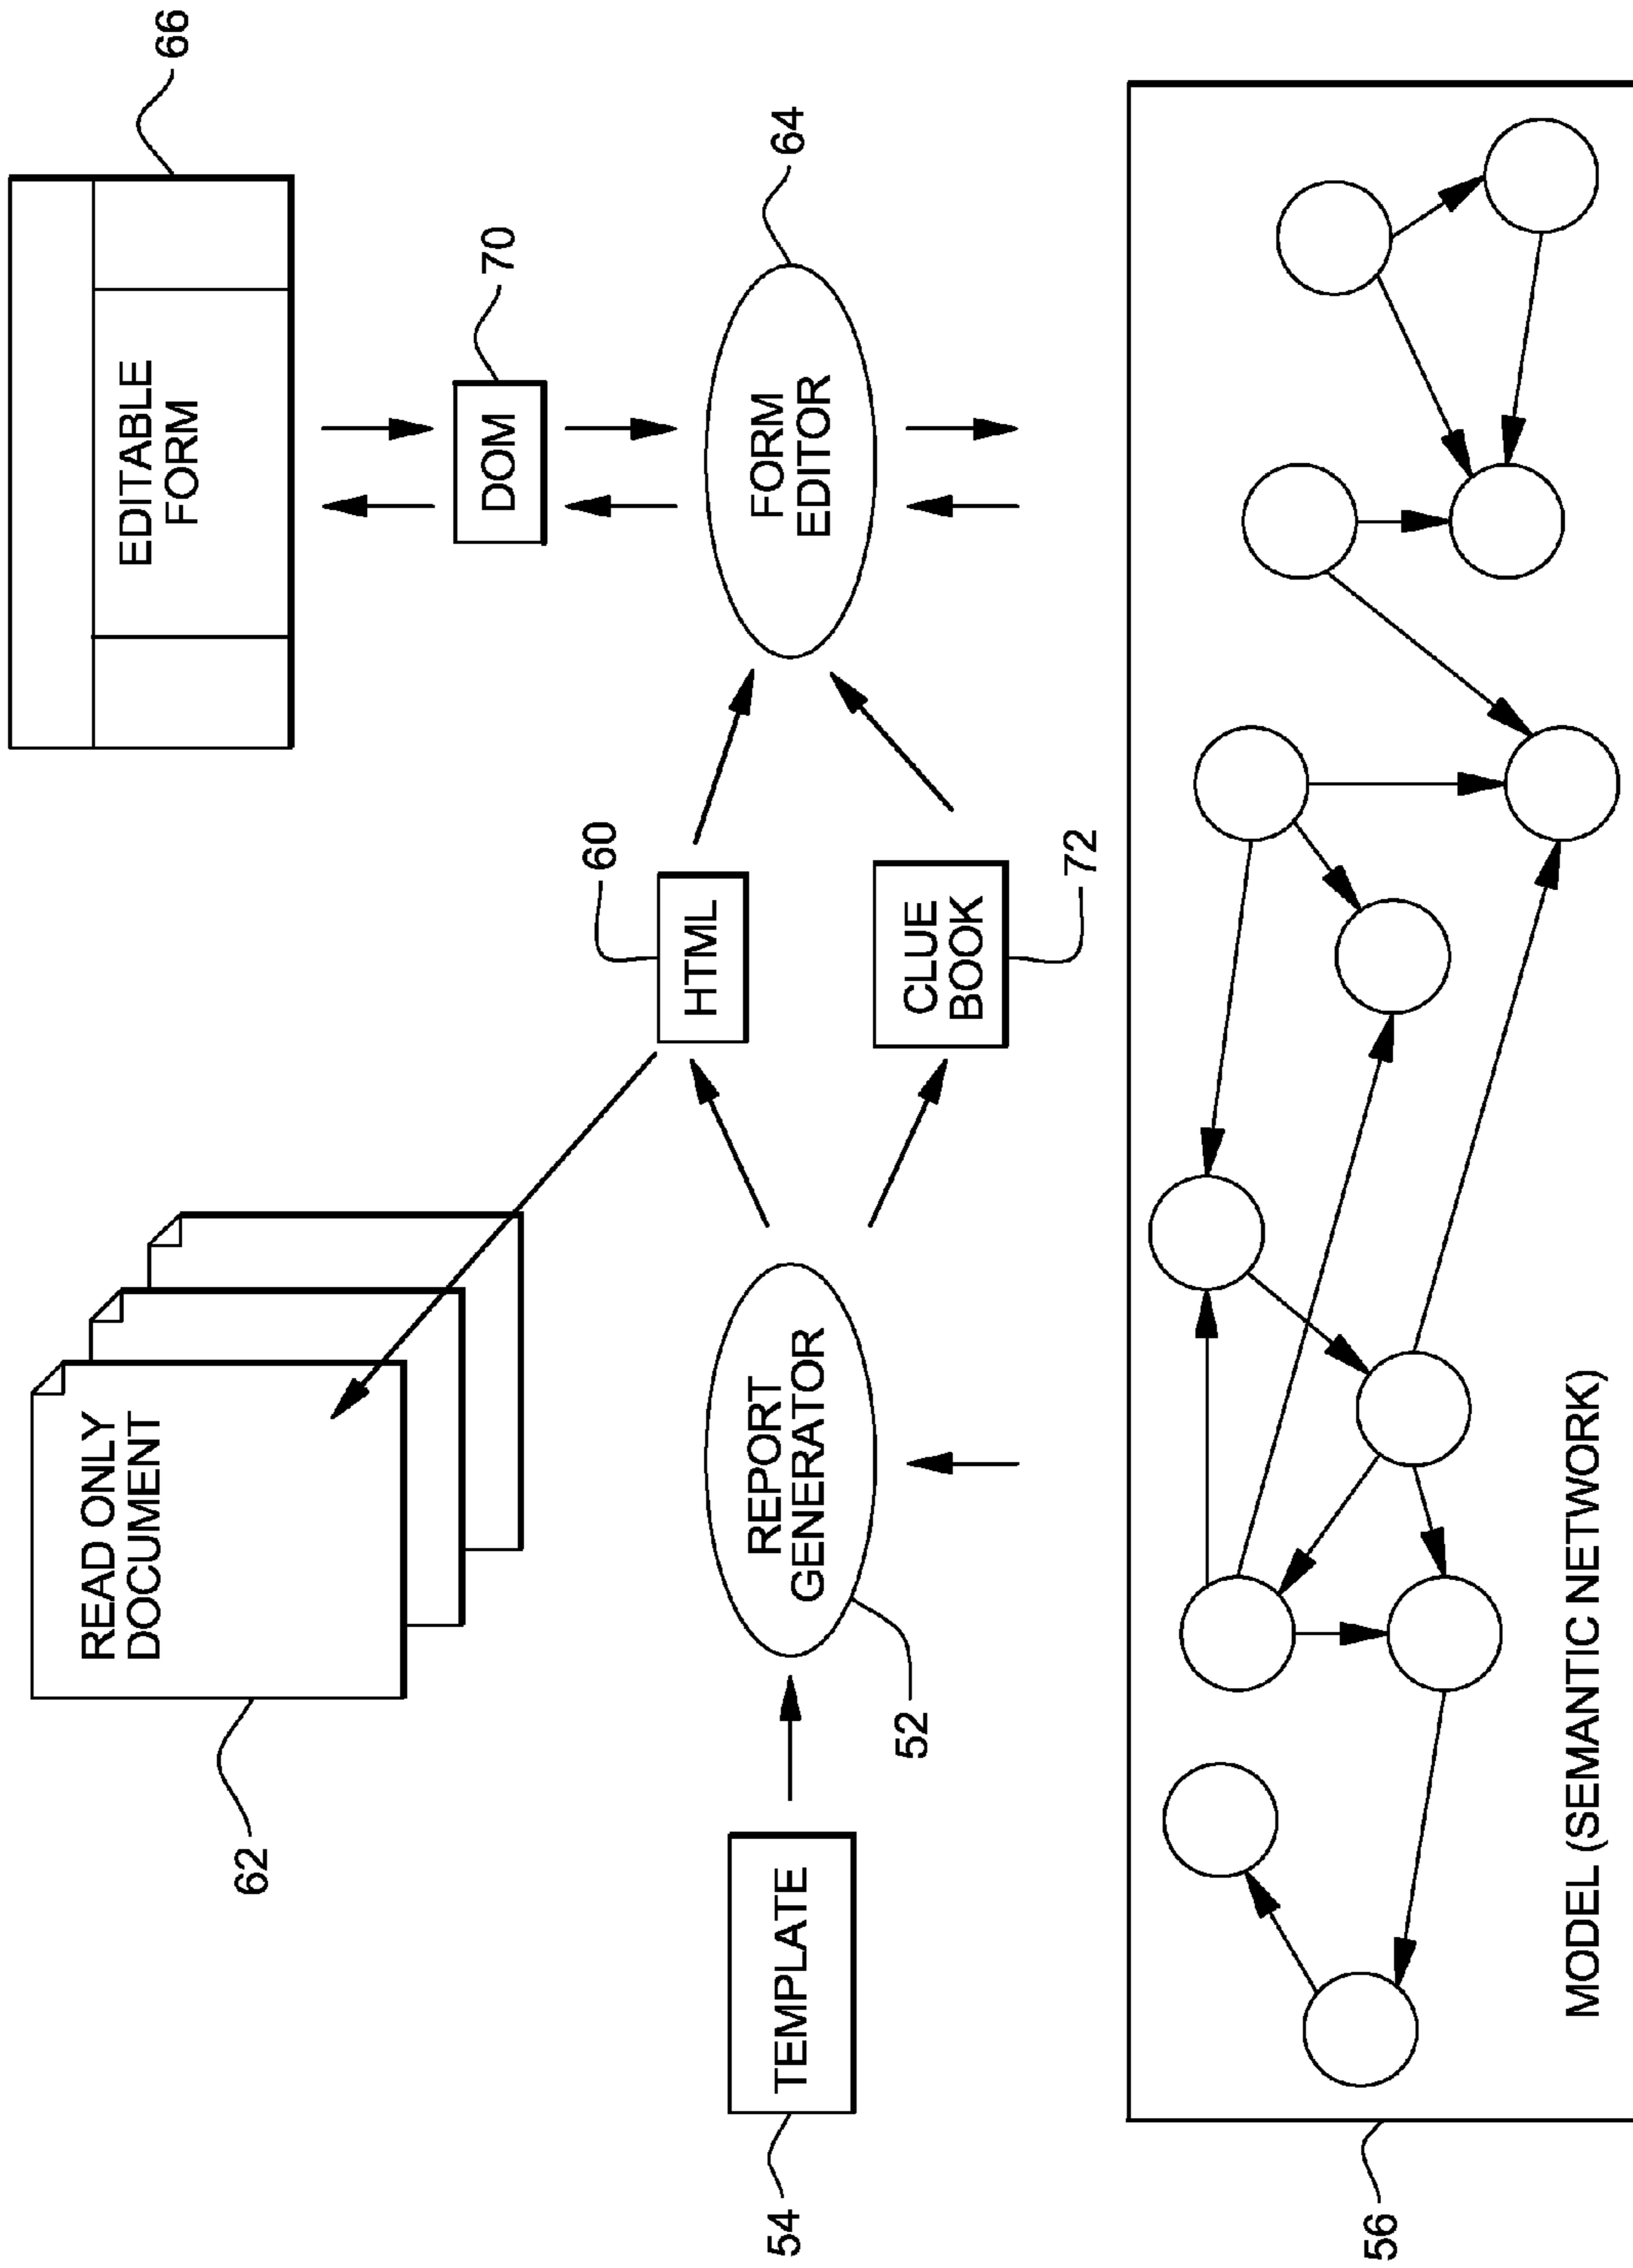 62
READ ONLY
DOCUMENT
EDITABLE
FORM
66
DOM
70
60
HTML
54
TEMPLATE
REPORT
GENERATOR
52
FORM
EDITOR
64
CLUE
BOOK
72
56
MODEL (SEMANTIC NETWORK)